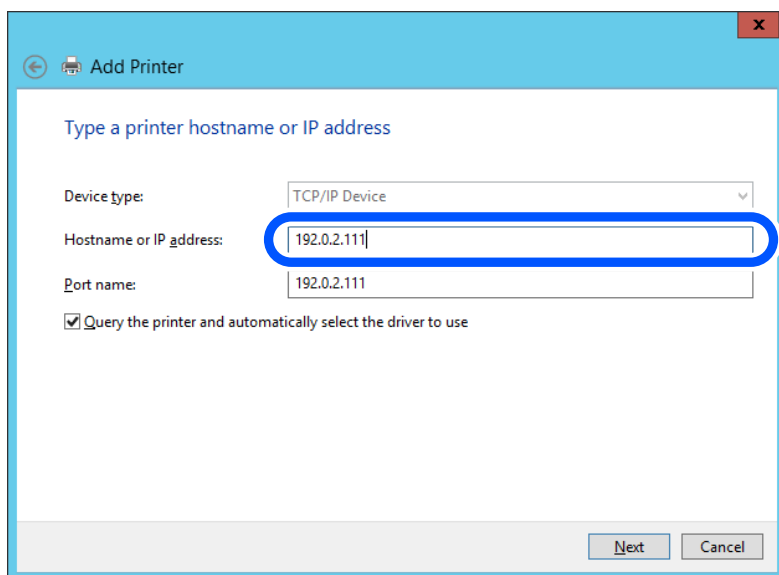 x
Add Printer
Type a printer hostname or IP address
Device type: TCP/IP Device
Hostname or IP address: 192.0.2.111
Port name: 192.0.2.111
Query the printer and automatically select the driver to use
Next Cancel